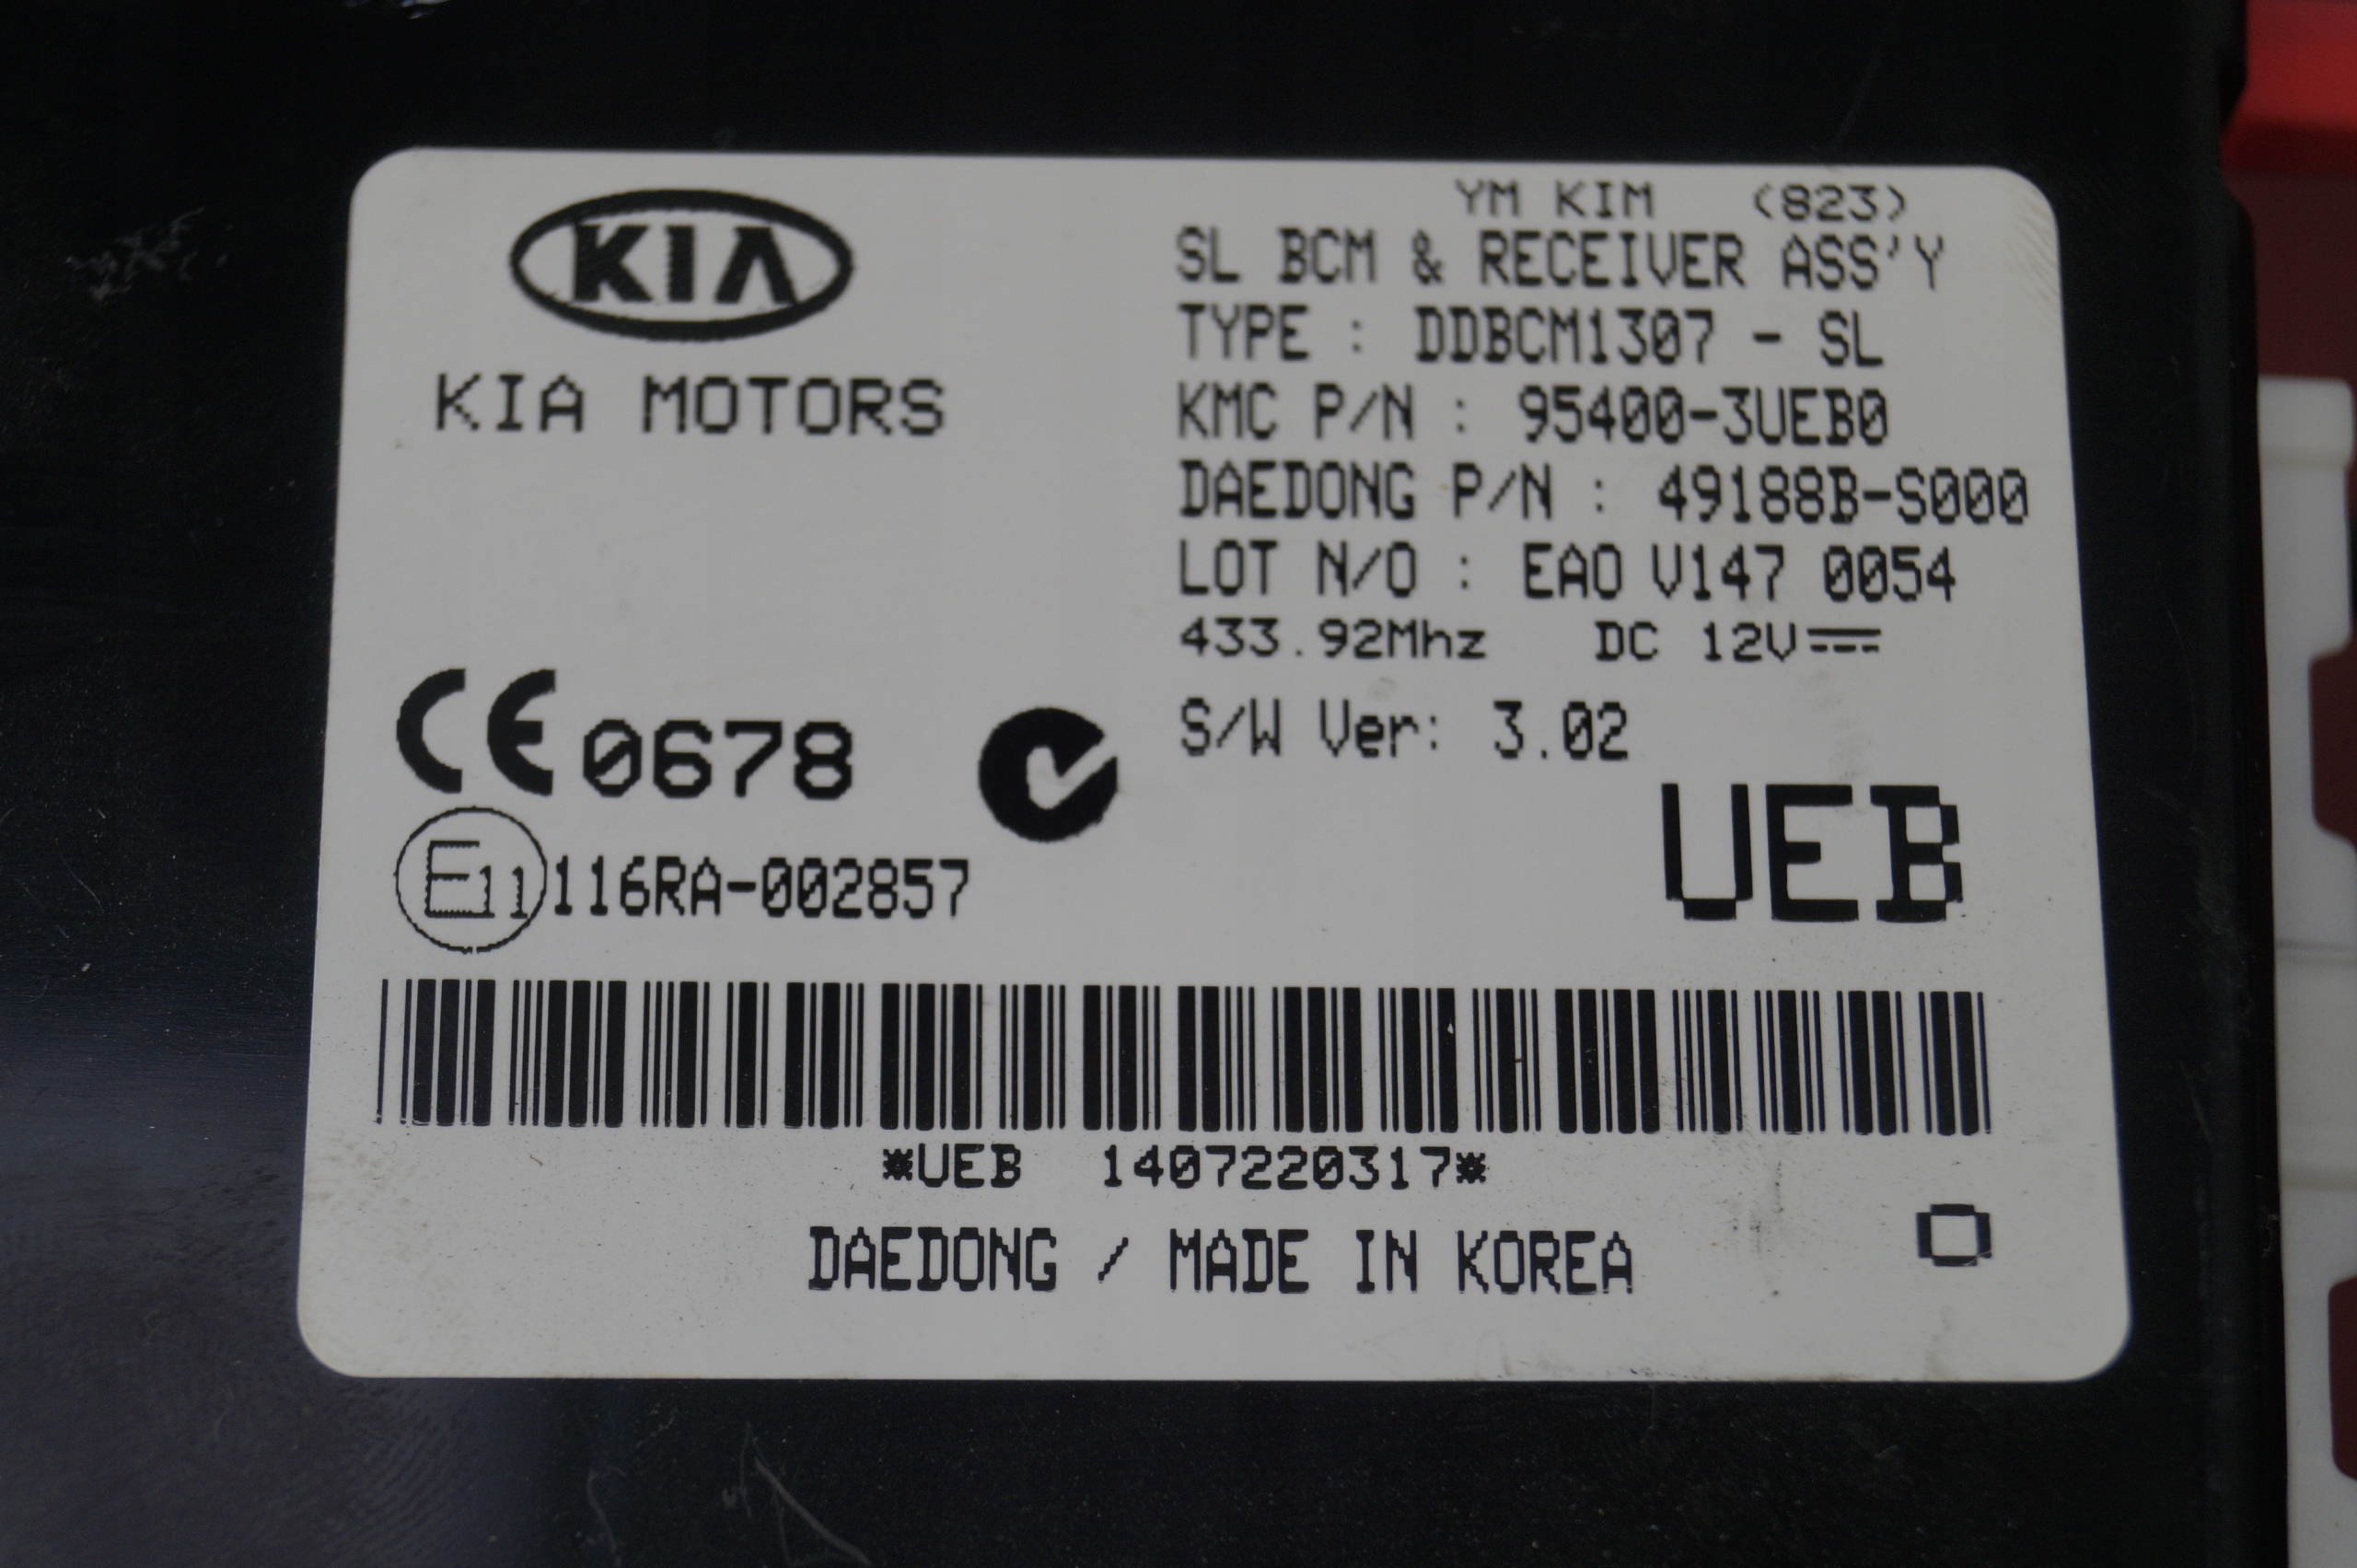 KIA
KIA MOTORS
YM KIM (823)
SL BCM & RECEIVER ASS'Y
TYPE : DDBCM1307 - SL
KMC P/N : 95400-3UEB0
DAEDONG P/N : 49188B-S000
LOT N/O : EAO V147 0054
433.92Mhz DC 12V
S/W Ver: 3.02
CE 0678
E11 116RA-002857
UEB
*UEB 1407220317*
DAEDONG / MADE IN KOREA